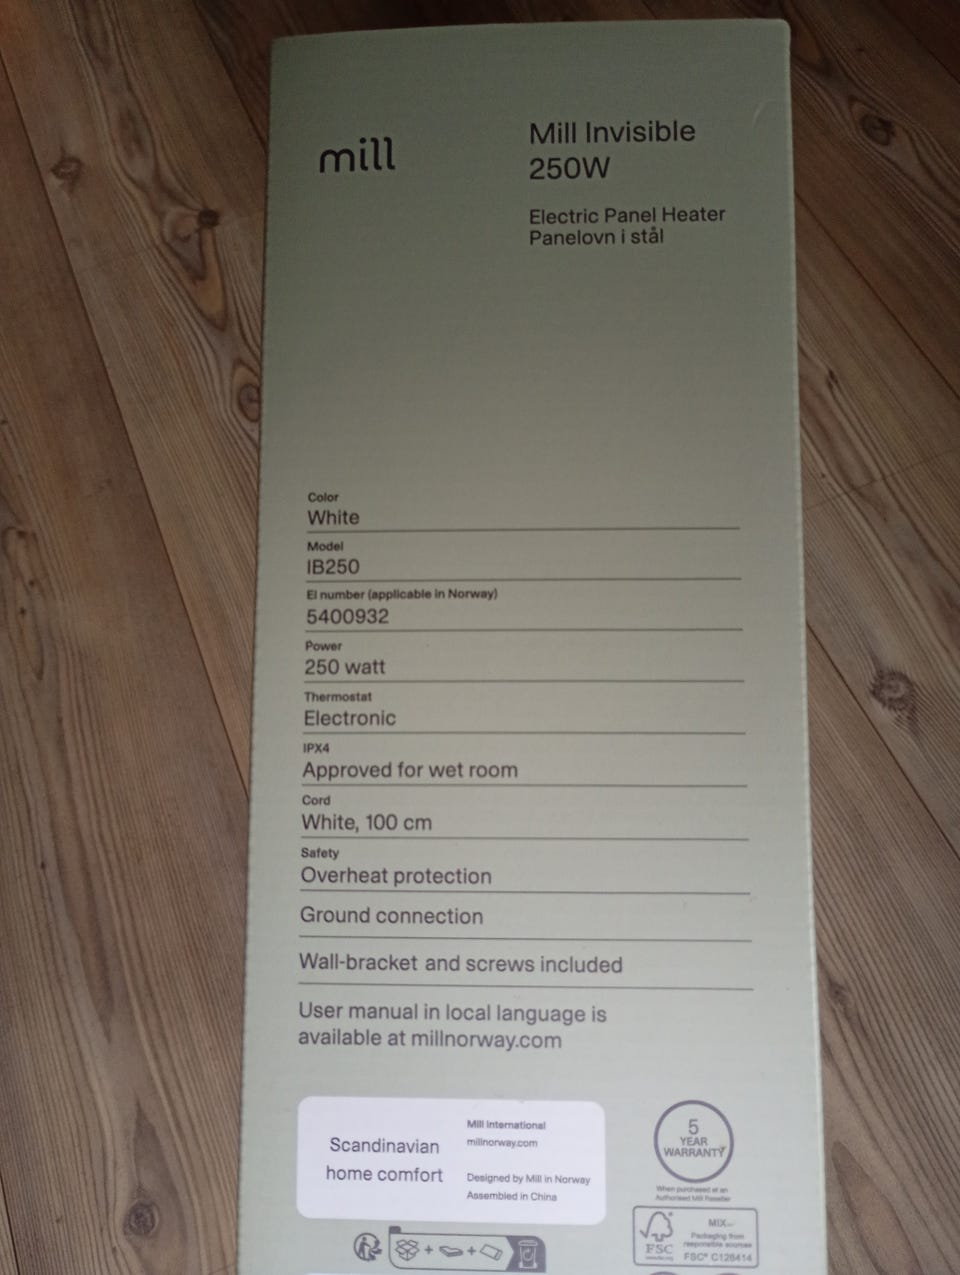 mill
Mill Invisible
250W
Electric Panel Heater
Panelovn i stål
Color
White
Model
IB250
El number (applicable in Norway)
5400932
Power
250 watt
Thermostat
Electronic
IPX4
Approved for wet room
Cord
White, 100 cm
Safety
Overheat protection
Ground connection
Wall-bracket and screws included
User manual in local language is
available at millnorway.com
Scandinavian
home comfort
Mill International
millnorway.com
Designed by Mill in Norway
Assembled in China
5
YEAR
WARRANTY
When purchased at an
Authorised Mill Reseller
FSC
MIX
Packaging from
responsible sources
FSC® C128414